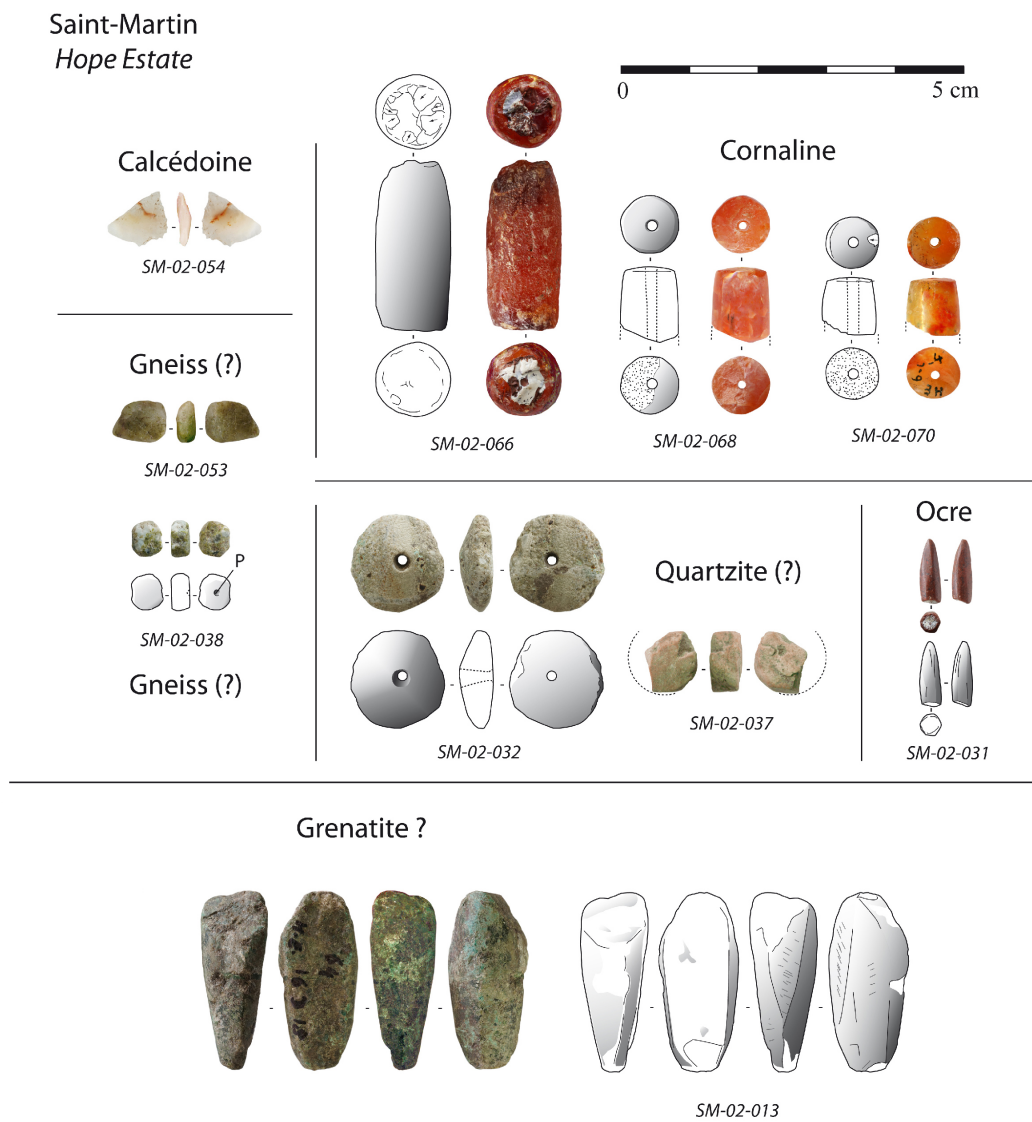 Saint-Martin
Hope Estate
0
5 cm
Calcédoine
SM-02-054
Gneiss (?)
SM-02-053
P
SM-02-038
Gneiss (?)
Cornaline
SM-02-066
SM-02-068
SM-02-070
Quartzite (?)
SM-02-032
SM-02-037
Ocre
SM-02-031
Grenatite ?
SM-02-013